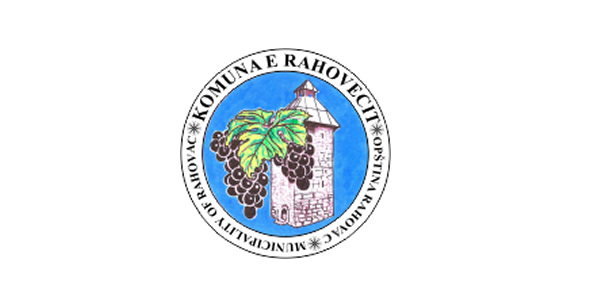 KOMUNA E RAHOVECIT
OPŠTINA RAHOVAC
MUNICIPALITY OF RAHOVAC